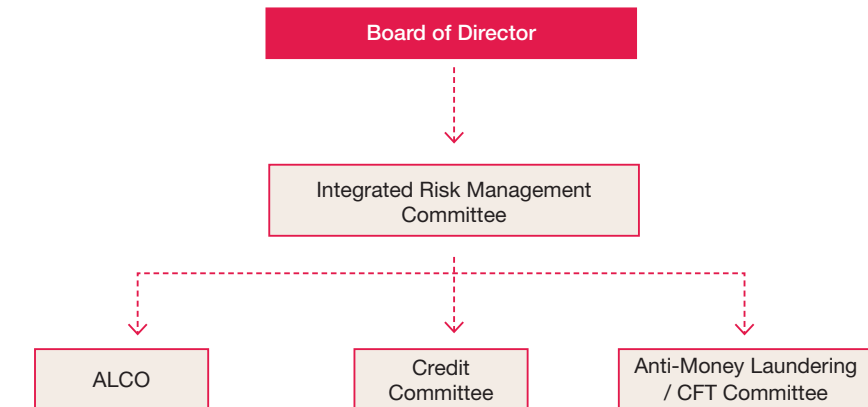 Board of Director
Integrated Risk Management
Committee
ALCO
Credit
Committee
Anti-Money Laundering
/ CFT Committee